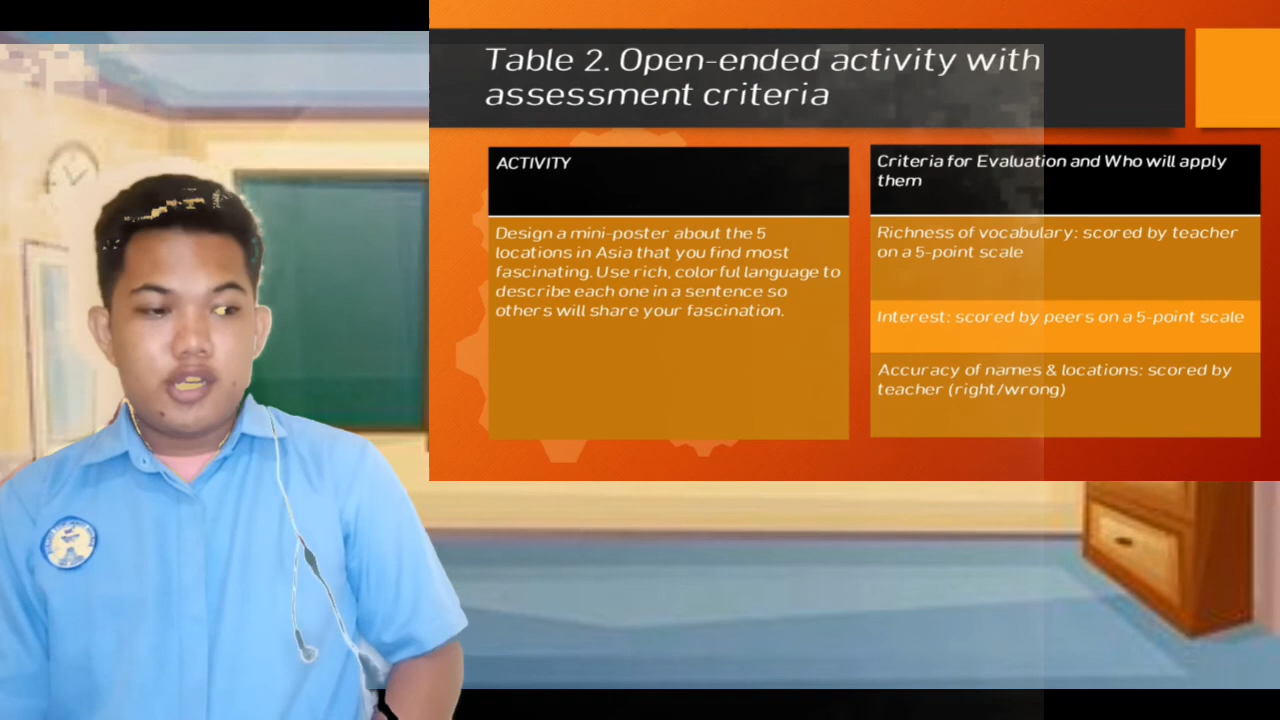 Table 2. Open-ended activity with
assessment criteria
ACTIVITY
Design a mini-poster about the 5
locations in Asia that you find most
fascinating. Use rich, colorful language to
describe each one in a sentence so
others will share your fascination.
Criteria for Evaluation and Who will apply
them
Richness of vocabulary: scored by teacher
on a 5-point scale
Interest: scored by peers on a 5-point scale
Accuracy of names & locations: scored by
teacher (right/wrong)